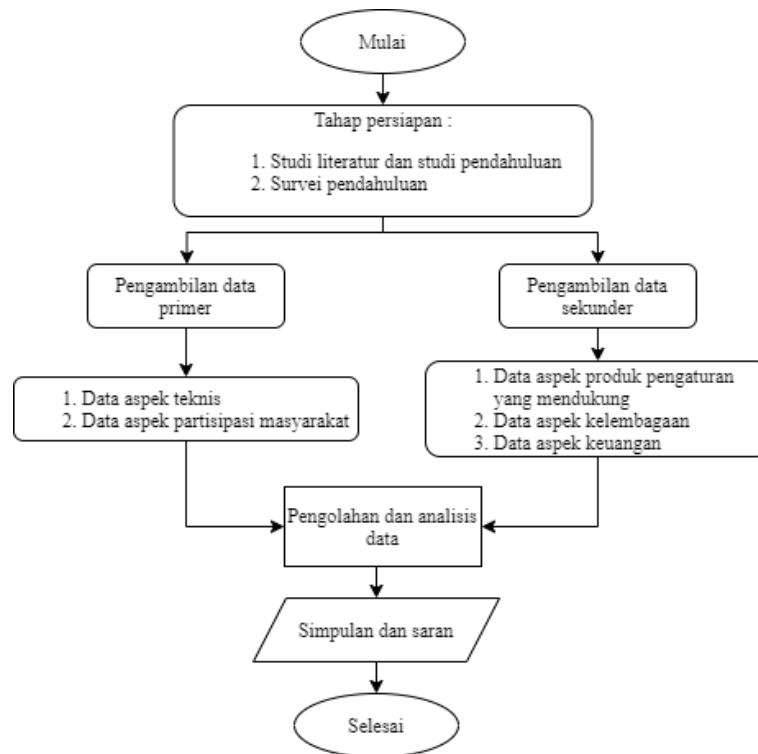 Mulai
Tahap persiapan :
1. Studi literatur dan studi pendahuluan
2. Survei pendahuluan
Pengambilan data
primer
Pengambilan data
sekunder
1. Data aspek teknis
2. Data aspek partisipasi masyarakat
1. Data aspek produk pengaturan
yang mendukung
2. Data aspek kelembagaan
3. Data aspek keuangan
Pengolahan dan analisis
data
Simpulan dan saran
Selesai